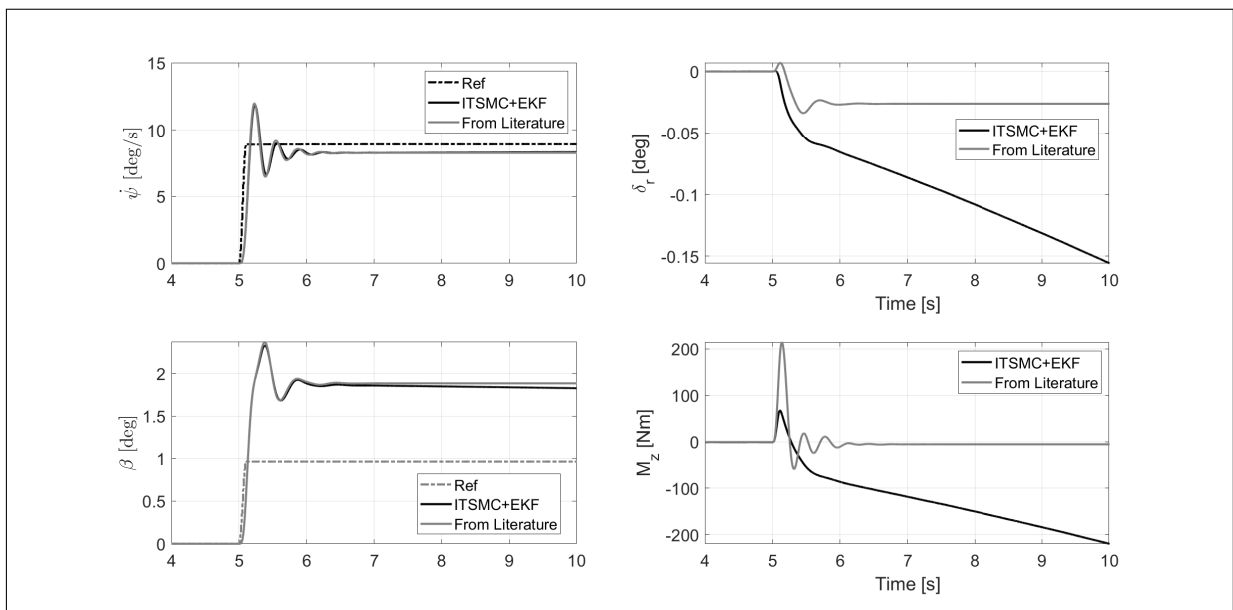 15
10
5
0
ψ̇ [deg/s]
4 5 6 7 8 9 10
Ref
ITSMC+EKF
From Literature
0
-0.05
-0.1
-0.15
δr [deg]
4 5 6 7 8 9 10
Time [s]
ITSMC+EKF
From Literature
2
1.5
1
0.5
0
β [deg]
4 5 6 7 8 9 10
Ref
ITSMC+EKF
From Literature
200
100
0
-100
-200
Mz [Nm]
4 5 6 7 8 9 10
Time [s]
ITSMC+EKF
From Literature